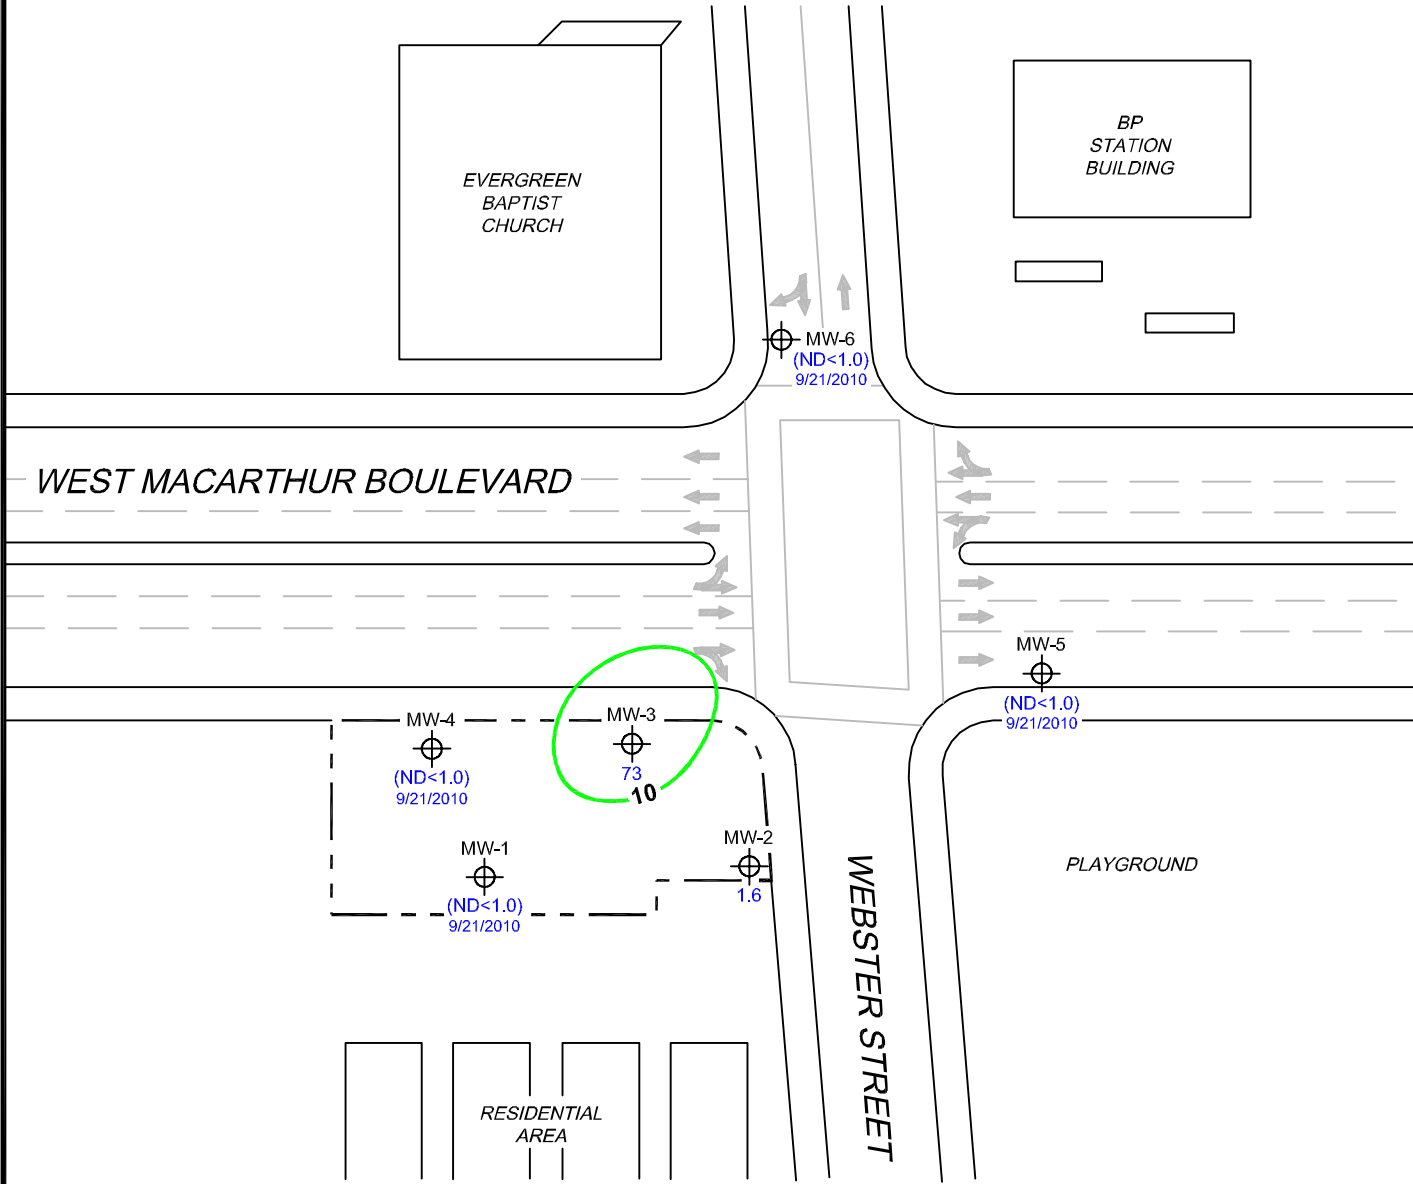 EVERGREEN
BAPTIST
CHURCH
BP
STATION
BUILDING
MW-6
(ND<1.0)
9/21/2010
WEST MACARTHUR BOULEVARD
MW-5
(ND<1.0)
9/21/2010
MW-4
(ND<1.0)
9/21/2010
MW-3
73
10
MW-2
1.6
MW-1
(ND<1.0)
9/21/2010
PLAYGROUND
WEBSTER STREET
RESIDENTIAL
AREA